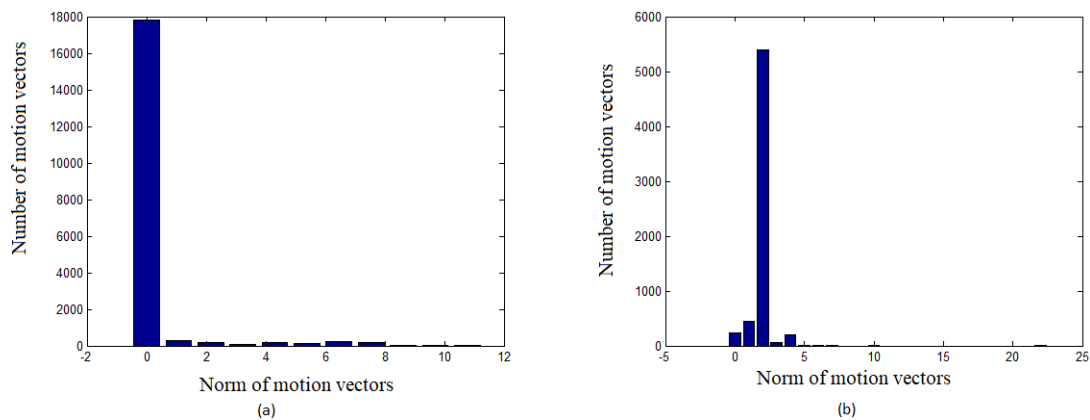 Number of motion vectors
18000
16000
14000
12000
10000
8000
6000
4000
2000
0
-2 0 2 4 6 8 10 12
Norm of motion vectors
(a)
Number of motion vectors
6000
5000
4000
3000
2000
1000
0
-5 0 5 10 15 20 25
Norm of motion vectors
(b)